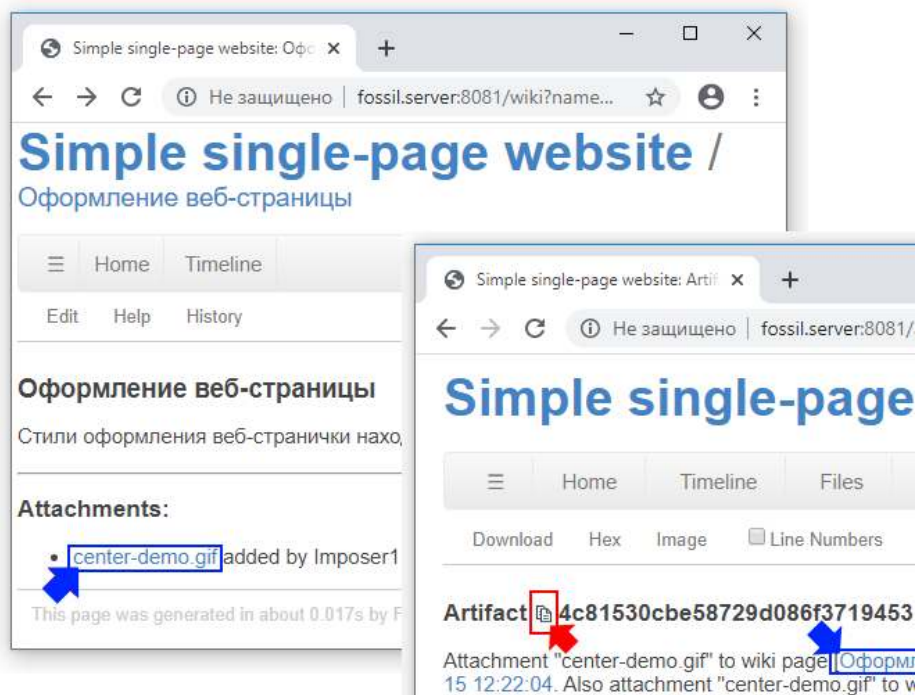 Simple single-page website: Офо
Не защищено | fossil.server:8081/wiki?name...
Simple single-page website /
Оформление веб-страницы
Home Timeline
Edit Help History
Оформление веб-страницы
Стили оформления веб-странички
Attachments:
center-demo.gif added by Imposer1
This page was generated in about 0.017s by
Simple single-page website: Artif
Не защищено | fossil.server:8081/
Simple single-page
Home Timeline Files
Download Hex Image Line Numbers
Artifact 4c81530cbe58729d086f3719453
Attachment "center-demo.gif" to wiki page [Оформл
15 12:22:04. Also attachment "center-demo.gif" to w